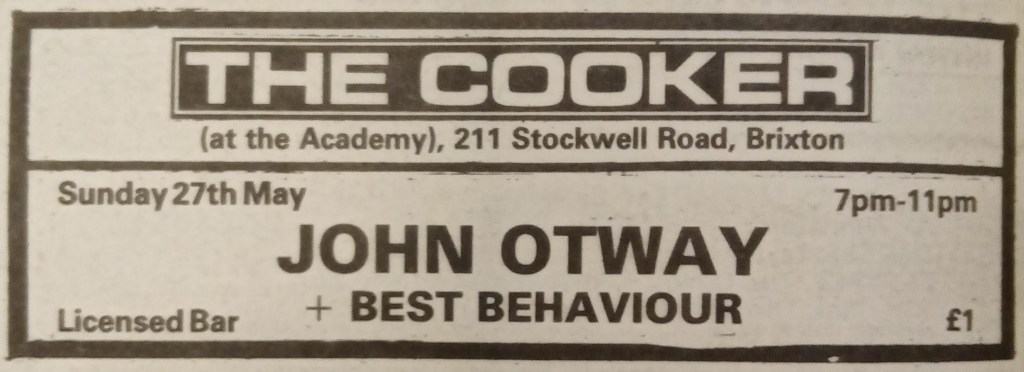 THE COOKER
(at the Academy), 211 Stockwell Road, Brixton
Sunday 27th May 7pm-11pm
JOHN OTWAY
+ BEST BEHAVIOUR
Licensed Bar £1